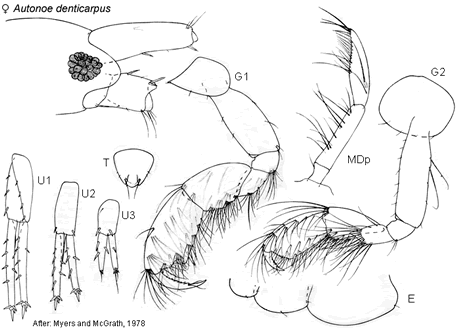 ♀ Autonoe denticarpus
G1
G2
MDp
T
U1
U2
U3
E
After: Myers and McGrath, 1978